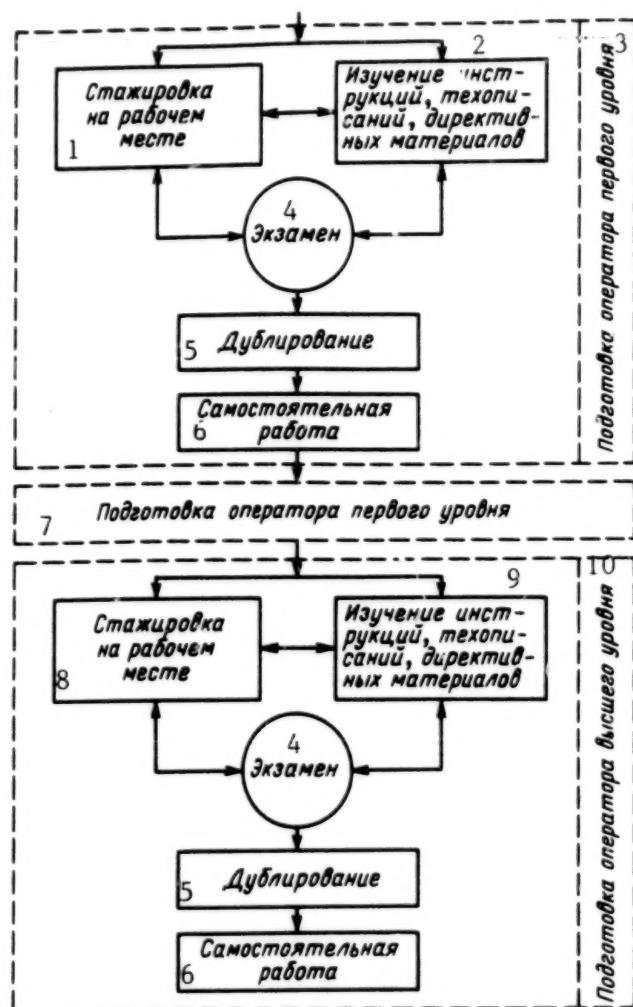 2
3
Стажировка
на рабочем
месте
1
Изучение инст-
рукций, техопи-
саний, директив-
ных материалов
4
Экзамен
5
Дублирование
6
Самостоятельная
работа
Подготовка оператора первого уровня
7
Подготовка оператора первого уровня
9
10
Стажировка
на рабочем
месте
8
Изучение инст-
рукций, техопи-
саний, директив-
ных материалов
4
Экзамен
5
Дублирование
6
Самостоятельная
работа
Подготовка оператора высшего уровня